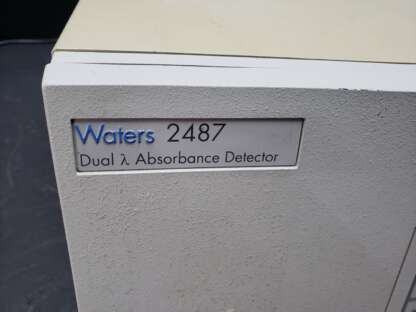 Waters 2487
Dual λ Absorbance Detector